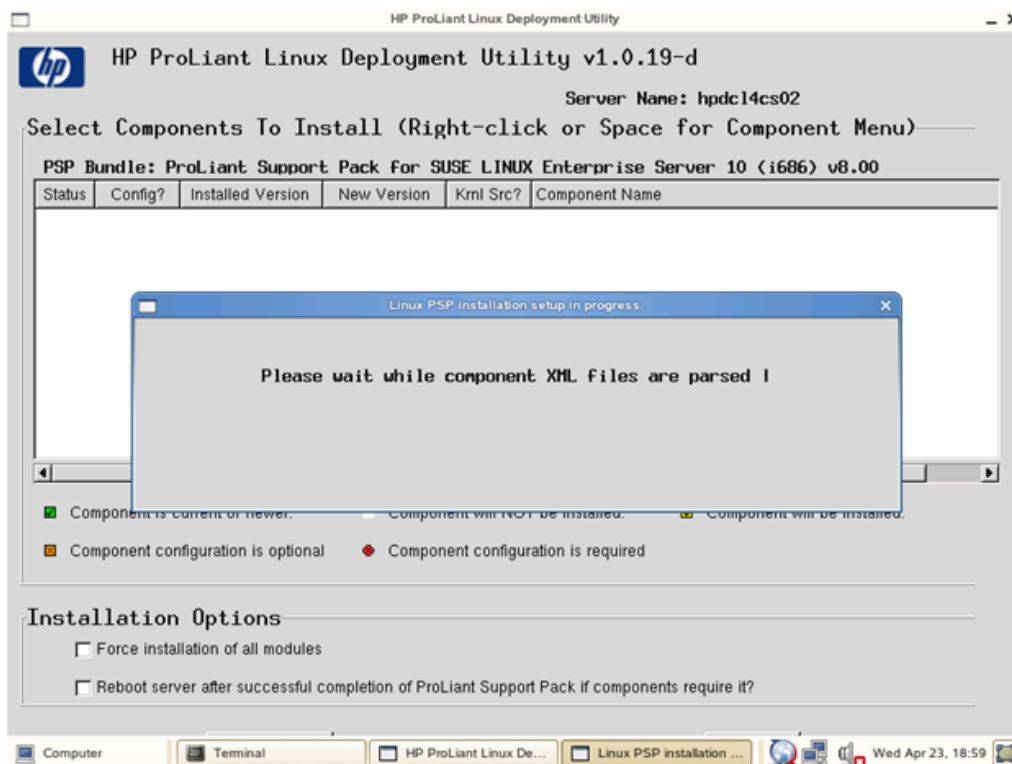 HP ProLiant Linux Deployment Utility
hp HP ProLiant Linux Deployment Utility v1.0.19-d
Server Name: hpdcl4cs02
Select Components To Install (Right-click or Space for Component Menu)
PSP Bundle: ProLiant Support Pack for SUSE LINUX Enterprise Server 10 (i686) v8.00
Status Config? Installed Version New Version Krnl Src? Component Name
Linux PSP installation setup in progress.
Please wait while component XML files are parsed |
Component is current or newer. Component will NOT be installed. Component will be installed.
Component configuration is optional Component configuration is required
Installation Options
Force installation of all modules
Reboot server after successful completion of ProLiant Support Pack if components require it?
Computer Terminal HP ProLiant Linux De... Linux PSP installation ... Wed Apr 23, 18:59